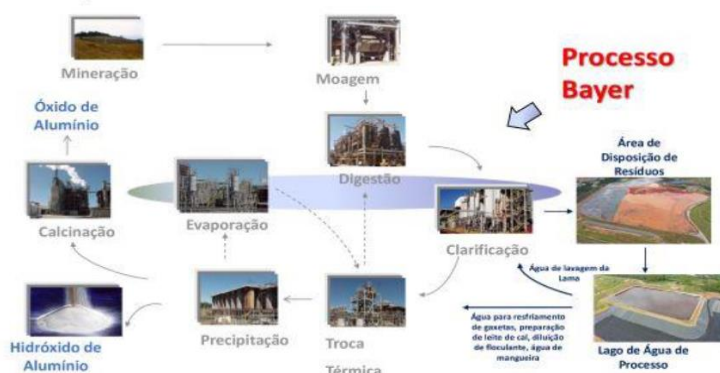 Mineração
Moagem
Processo
Bayer
Óxido de
Alumínio
Digestão
Área de
Disposição de
Resíduos
Calcinação
Evaporação
Clarificação
Água de lavagem da
Lama
Hidróxido de
Alumínio
Precipitação
Troca
Térmica
Água para resfriamento
de gaxetas, preparação
de leite de cal, diluição
de floculante, água de
mangueira
Lago de Água de
Processo